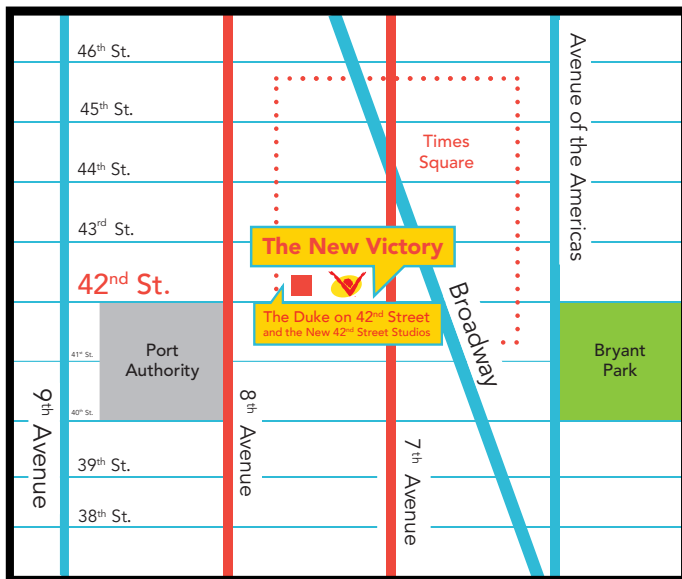 46th St.
45th St.
44th St.
43rd St.
42nd St.
41st St.
40th St.
39th St.
38th St.
Times
Square
The New Victory
The Duke on 42nd Street
and the New 42nd Street Studios
Port
Authority
Bryant
Park
9th Avenue
8th Avenue
7th Avenue
Broadway
Avenue of the Americas